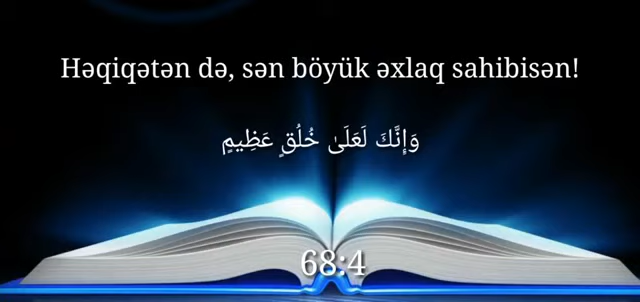 Həqiqətən də, sən böyük əxlaq sahibisən!
وَإِنَّكَ لَعَلَىٰ خُلُقٍ عَظِيمٍ
68:4